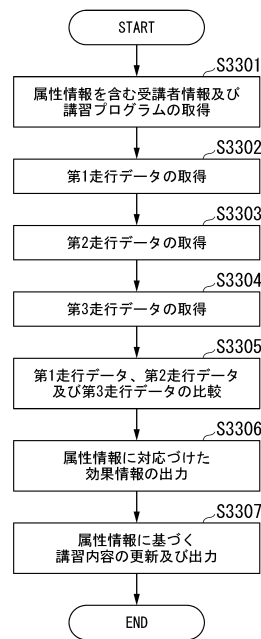 START
S3301
属性情報を含む受講者情報及び
講習プログラムの取得
S3302
第1走行データの取得
S3303
第2走行データの取得
S3304
第3走行データの取得
S3305
第1走行データ、第2走行データ
及び第3走行データの比較
S3306
属性情報に対応づけた
効果情報の出力
S3307
属性情報に基づく
講習内容の更新及び出力
END